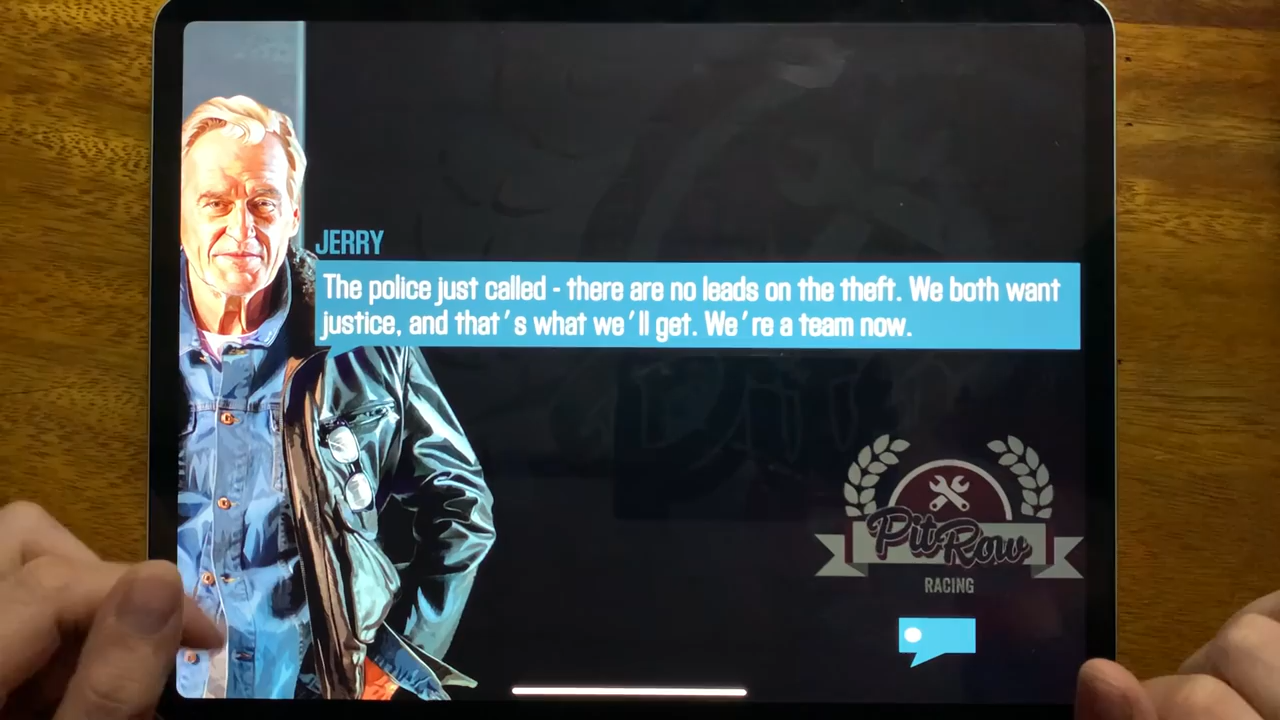 JERRY
The police just called - there are no leads on the theft. We both want
justice, and that's what we'll get. We're a team now.
Pit Row
RACING